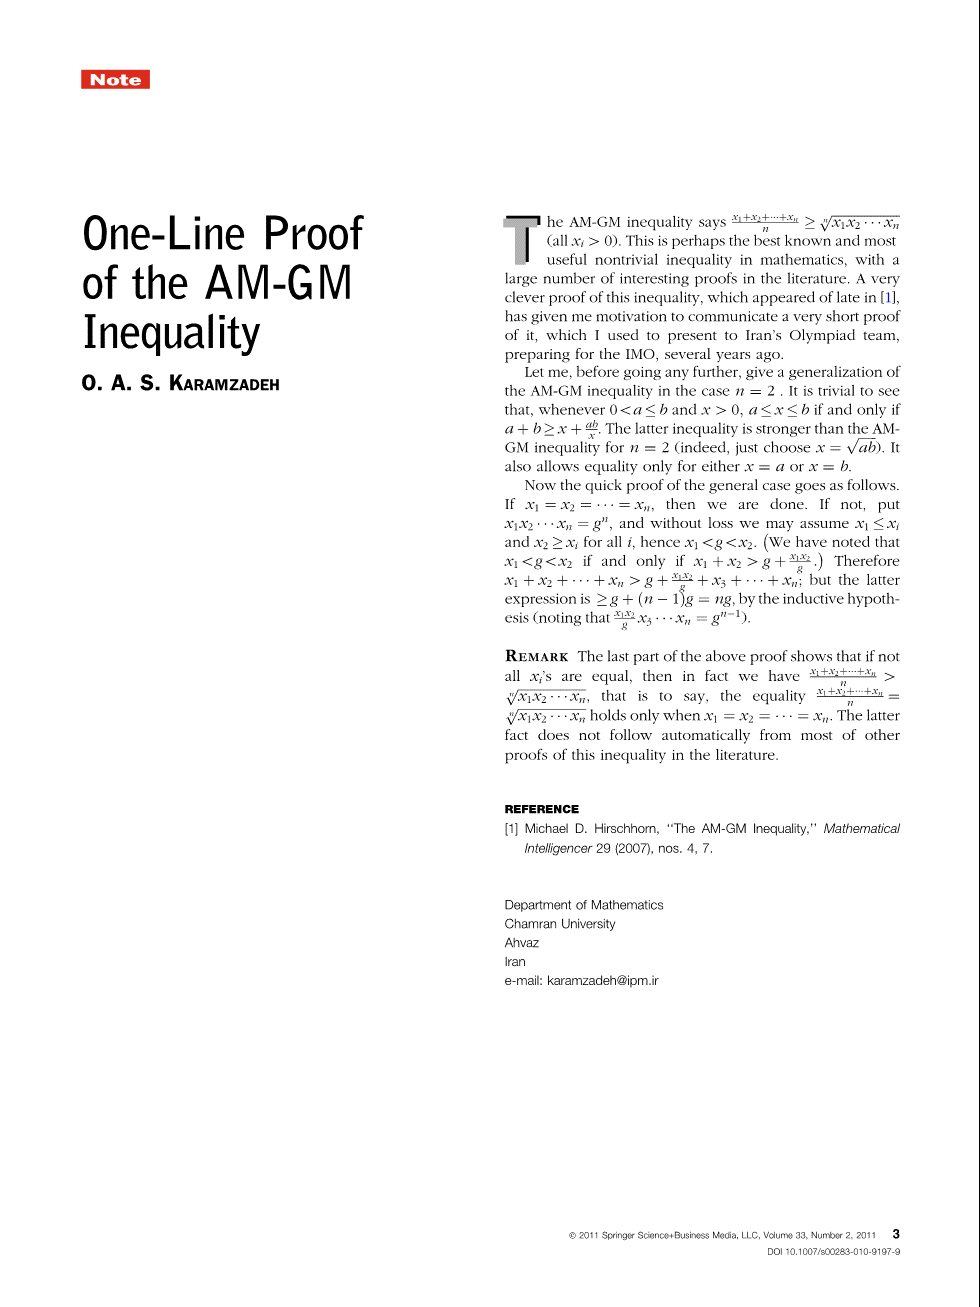 Note
One-Line Proof
of the AM-GM
Inequality
O. A. S. KARAMZADEH
The AM-GM inequality says $\frac{x_1+x_2+\cdots+x_n}{n} \geq \sqrt[n]{x_1x_2\cdots x_n}$
(all $x_i > 0$). This is perhaps the best known and most
useful nontrivial inequality in mathematics, with a
large number of interesting proofs in the literature. A very
clever proof of this inequality, which appeared of late in [1],
has given me motivation to communicate a very short proof
of it, which I used to present to Iran's Olympiad team,
preparing for the IMO, several years ago.
Let me, before going any further, give a generalization of
the AM-GM inequality in the case $n = 2$ . It is trivial to see
that, whenever $0 < a \leq b$ and $x > 0$, $a \leq x \leq b$ if and only if
$a + b \geq x + \frac{ab}{x}$. The latter inequality is stronger than the AM-
GM inequality for $n = 2$ (indeed, just choose $x = \sqrt{ab}$). It
also allows equality only for either $x = a$ or $x = b$.
Now the quick proof of the general case goes as follows.
If $x_1 = x_2 = \cdots = x_n$, then we are done. If not, put
$x_1x_2\cdots x_n = g^n$, and without loss we may assume $x_1 \leq x_i$
and $x_2 \geq x_i$ for all $i$, hence $x_1 < g < x_2$. (We have noted that
$x_1 < g < x_2$ if and only if $x_1 + x_2 > g + \frac{x_1x_2}{g}$.) Therefore
$x_1 + x_2 + \cdots + x_n > g + \frac{x_1x_2}{g} + x_3 + \cdots + x_n$; but the latter
expression is $\geq g + (n - 1)g = ng$, by the inductive hypoth-
esis (noting that $\frac{x_1x_2}{g}x_3\cdots x_n = g^{n-1}$).
REMARK The last part of the above proof shows that if not
all $x_i$'s are equal, then in fact we have $\frac{x_1+x_2+\cdots+x_n}{n} >$
$\sqrt[n]{x_1x_2\cdots x_n}$, that is to say, the equality $\frac{x_1+x_2+\cdots+x_n}{n} =$
$\sqrt[n]{x_1x_2\cdots x_n}$ holds only when $x_1 = x_2 = \cdots = x_n$. The latter
fact does not follow automatically from most of other
proofs of this inequality in the literature.
REFERENCE
[1] Michael D. Hirschhorn, ''The AM-GM Inequality,'' Mathematical
Intelligencer 29 (2007), nos. 4, 7.
Department of Mathematics
Chamran University
Ahvaz
Iran
e-mail: karamzadeh@ipm.ir
© 2011 Springer Science+Business Media, LLC, Volume 33, Number 2, 2011 3
DOI 10.1007/s00283-010-9197-9